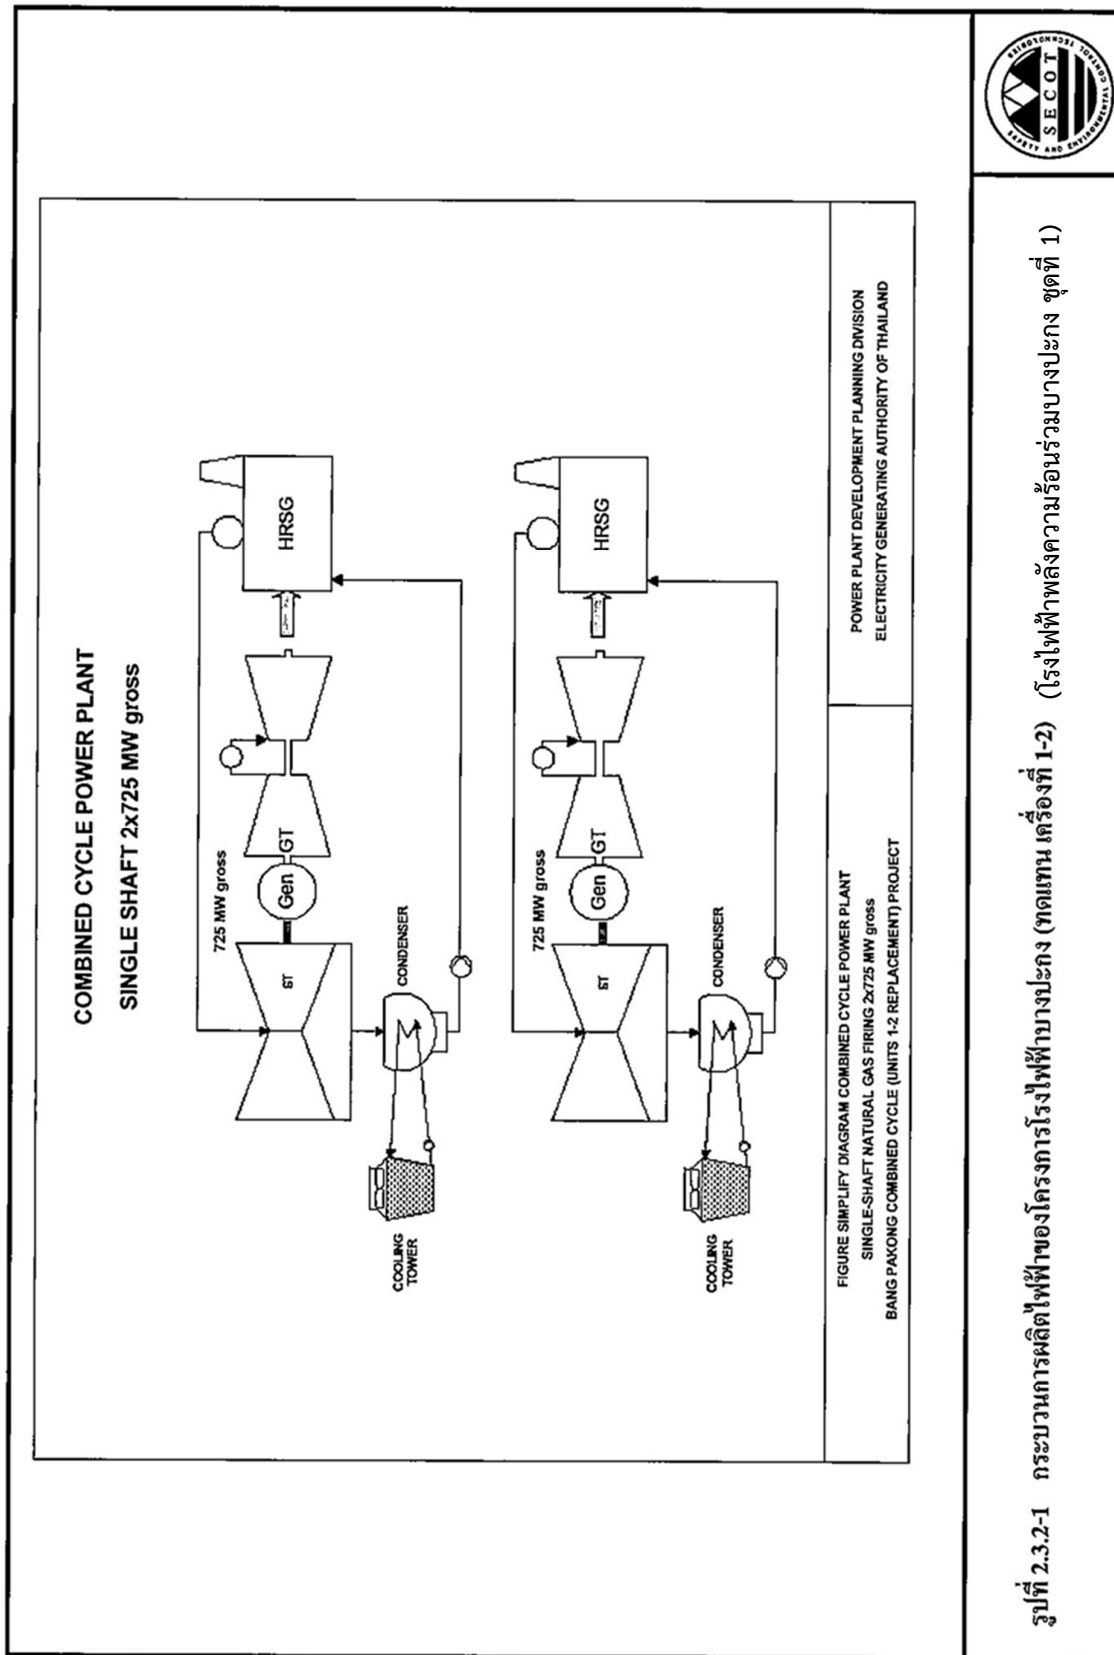 COMBINED CYCLE POWER PLANT
SINGLE SHAFT 2x725 MW gross
725 MW gross
ST
Gen
GT
HRSG
CONDENSER
COOLING
TOWER
725 MW gross
ST
Gen
GT
HRSG
CONDENSER
COOLING
TOWER
FIGURE SIMPLIFY DIAGRAM COMBINED CYCLE POWER PLANT
SINGLE-SHAFT NATURAL GAS FIRING 2x725 MW gross
BANG PAKONG COMBINED CYCLE (UNITS 1-2 REPLACEMENT) PROJECT
POWER PLANT DEVELOPMENT PLANNING DIVISION
ELECTRICITY GENERATING AUTHORITY OF THAILAND
รูปที่ 2.3.2-1 กระบวนการผลิตไฟฟ้าของโครงการโรงไฟฟ้าบางปะกง (ทดแทน เครื่องที่ 1-2) (โรงไฟฟ้าพลังความร้อนร่วมบางปะกง ชุดที่ 1)
SECOT
SAFETY AND ENVIRONMENTAL CONTROL TECHNOLOGIES